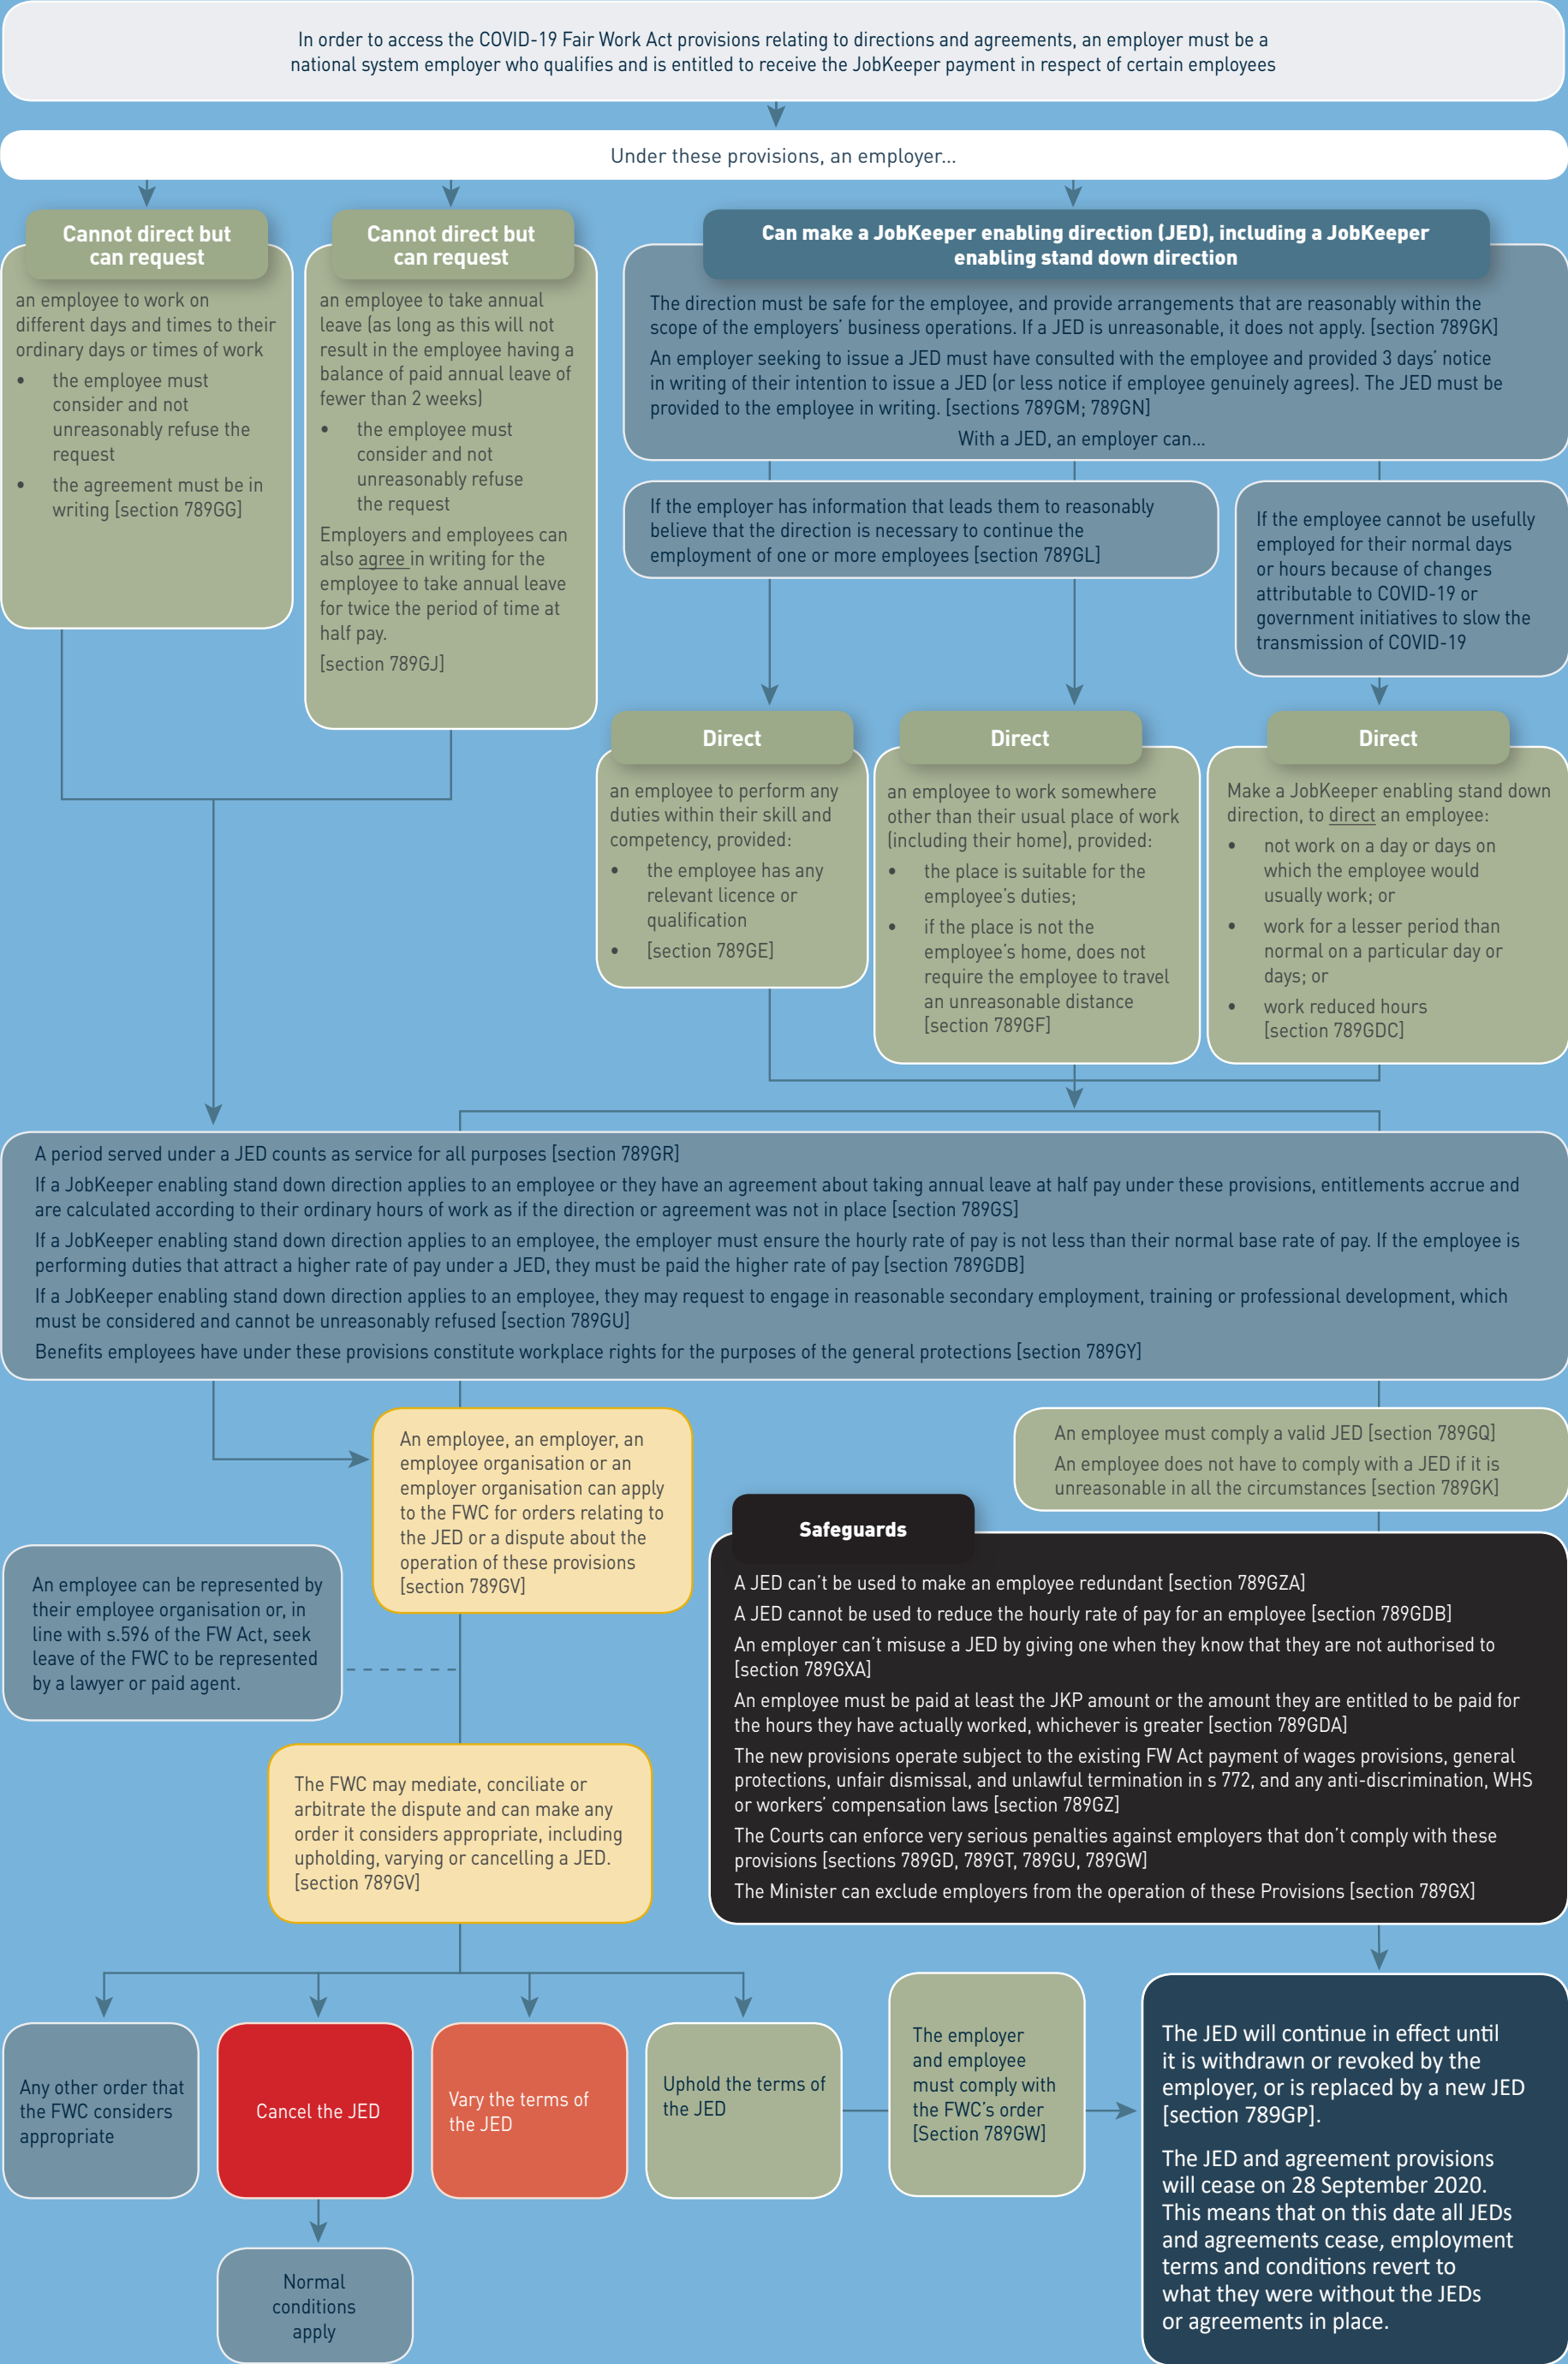 In order to access the COVID-19 Fair Work Act provisions relating to directions and agreements, an employer must be a
national system employer who qualifies and is entitled to receive the JobKeeper payment in respect of certain employees
Under these provisions, an employer...
Cannot direct but
can request
an employee to work on
different days and times to their
ordinary days or times of work
• the employee must
consider and not
unreasonably refuse the
request
• the agreement must be in
writing [section 789GG]
Cannot direct but
can request
an employee to take annual
leave (as long as this will not
result in the employee having a
balance of paid annual leave of
fewer than 2 weeks)
• the employee must
consider and not
unreasonably refuse
the request
Employers and employees can
also agree in writing for the
employee to take annual leave
for twice the period of time at
half pay.
[section 789GJ]
Can make a JobKeeper enabling direction (JED), including a JobKeeper
enabling stand down direction
The direction must be safe for the employee, and provide arrangements that are reasonably within the
scope of the employers' business operations. If a JED is unreasonable, it does not apply. [section 789GK]
An employer seeking to issue a JED must have consulted with the employee and provided 3 days' notice
in writing of their intention to issue a JED (or less notice if employee genuinely agrees). The JED must be
provided to the employee in writing. [sections 789GM; 789GN]
With a JED, an employer can...
If the employer has information that leads them to reasonably
believe that the direction is necessary to continue the
employment of one or more employees [section 789GL]
If the employee cannot be usefully
employed for their normal days
or hours because of changes
attributable to COVID-19 or
government initiatives to slow the
transmission of COVID-19
Direct
an employee to perform any
duties within their skill and
competency, provided:
• the employee has any
relevant licence or
qualification
• [section 789GE]
Direct
an employee to work somewhere
other than their usual place of work
(including their home), provided:
• the place is suitable for the
employee's duties;
• if the place is not the
employee's home, does not
require the employee to travel
an unreasonable distance
[section 789GF]
Direct
Make a JobKeeper enabling stand down
direction, to direct an employee:
• not work on a day or days on
which the employee would
usually work; or
• work for a lesser period than
normal on a particular day or
days; or
• work reduced hours
[section 789GDC]
A period served under a JED counts as service for all purposes [section 789GR]
If a JobKeeper enabling stand down direction applies to an employee or they have an agreement about taking annual leave at half pay under these provisions, entitlements accrue and
are calculated according to their ordinary hours of work as if the direction or agreement was not in place [section 789GS]
If a JobKeeper enabling stand down direction applies to an employee, the employer must ensure the hourly rate of pay is not less than their normal base rate of pay. If the employee is
performing duties that attract a higher rate of pay under a JED, they must be paid the higher rate of pay [section 789GDB]
If a JobKeeper enabling stand down direction applies to an employee, they may request to engage in reasonable secondary employment, training or professional development, which
must be considered and cannot be unreasonably refused [section 789GU]
Benefits employees have under these provisions constitute workplace rights for the purposes of the general protections [section 789GY]
An employee, an employer, an
employee organisation or an
employer organisation can apply
to the FWC for orders relating to
the JED or a dispute about the
operation of these provisions
[section 789GV]
An employee must comply a valid JED [section 789GQ]
An employee does not have to comply with a JED if it is
unreasonable in all the circumstances [section 789GK]
An employee can be represented by
their employee organisation or, in
line with s.596 of the FW Act, seek
leave of the FWC to be represented
by a lawyer or paid agent.
Safeguards
A JED can't be used to make an employee redundant [section 789GZA]
A JED cannot be used to reduce the hourly rate of pay for an employee [section 789GDB]
An employer can't misuse a JED by giving one when they know that they are not authorised to
[section 789GXA]
An employee must be paid at least the JKP amount or the amount they are entitled to be paid for
the hours they have actually worked, whichever is greater [section 789GDA]
The new provisions operate subject to the existing FW Act payment of wages provisions, general
protections, unfair dismissal, and unlawful termination in s 772, and any anti-discrimination, WHS
or workers' compensation laws [section 789GZ]
The Courts can enforce very serious penalties against employers that don't comply with these
provisions [sections 789GD, 789GT, 789GU, 789GW]
The Minister can exclude employers from the operation of these Provisions [section 789GX]
The FWC may mediate, conciliate or
arbitrate the dispute and can make any
order it considers appropriate, including
upholding, varying or cancelling a JED.
[section 789GV]
Any other order that
the FWC considers
appropriate
Cancel the JED
Vary the terms of
the JED
Uphold the terms of
the JED
The employer
and employee
must comply with
the FWC's order
[Section 789GW]
The JED will continue in effect until
it is withdrawn or revoked by the
employer, or is replaced by a new JED
[section 789GP].
The JED and agreement provisions
will cease on 28 September 2020.
This means that on this date all JEDs
and agreements cease, employment
terms and conditions revert to
what they were without the JEDs
or agreements in place.
Normal
conditions
apply